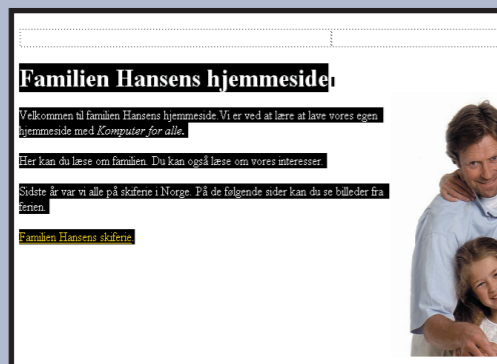 Familien Hansens hjemmeside
Velkommen til familien Hansens hjemmeside.Vi er ved at lære at lave vores egen
hjemmeside med Komputer for alle.
Her kan du læse om familien. Du kan også læse om vores interesser.
Sidste år var vi alle på skiferie i Norge. På de følgende sider kan du se billeder fra
ferien.
Familien Hansens skiferie.